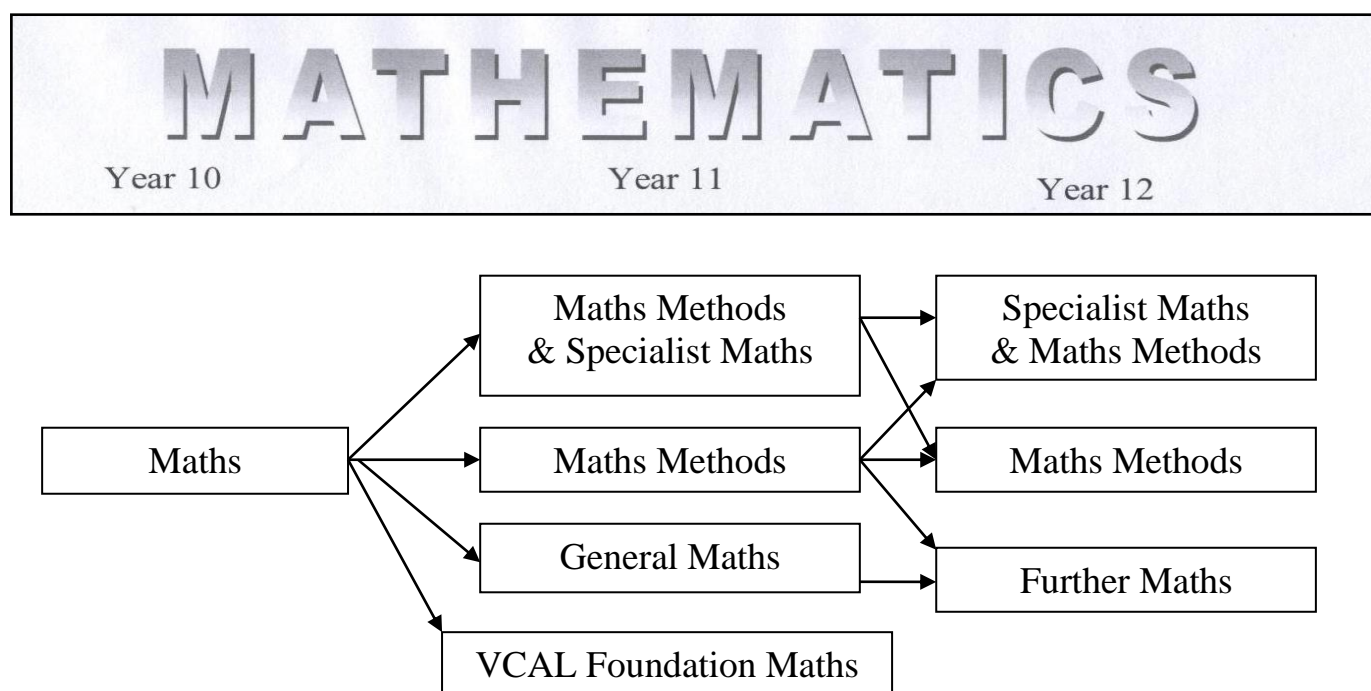 MATHEMATICS
Year 10
Year 11
Year 12
Maths Methods
& Specialist Maths
Specialist Maths
& Maths Methods
Maths
Maths Methods
Maths Methods
General Maths
Further Maths
VCAL Foundation Maths